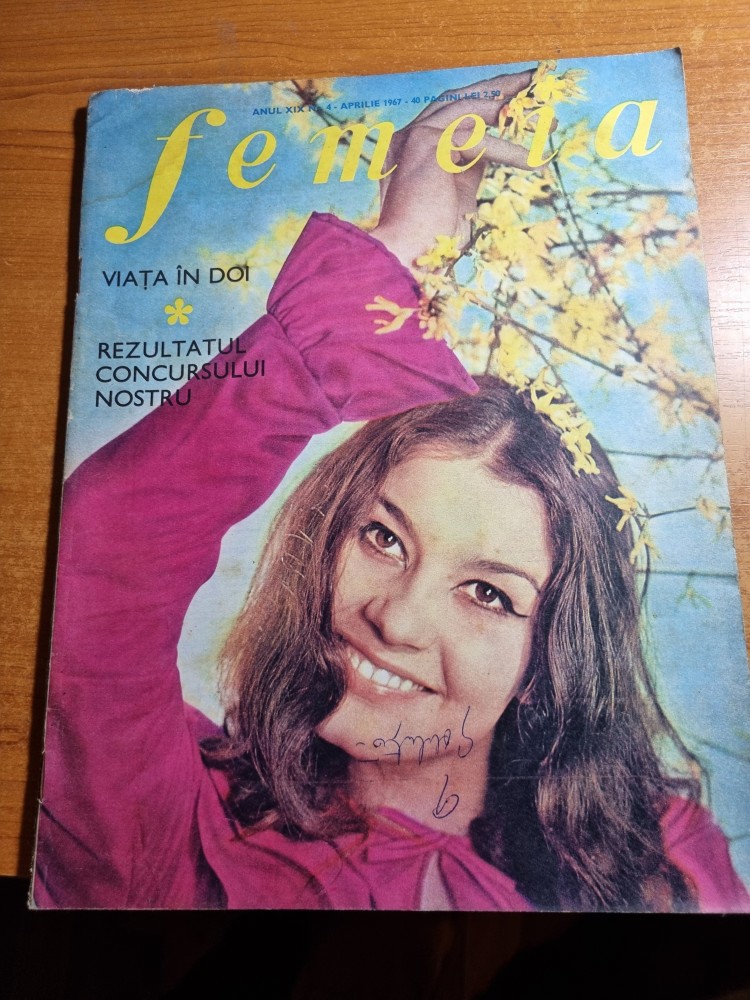 ANUL XIX Nr. 4 - APRILIE 1967 - 40 PAGINI LEI 2,50
femeia
VIAȚA ÎN DOI
REZULTATUL
CONCURSULUI
NOSTRU